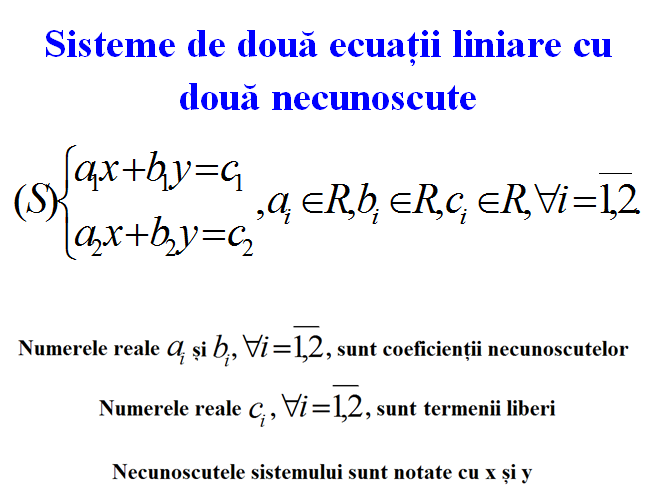 Sisteme de două ecuații liniare cu
două necunoscute
(S) { a₁x+b₁y=c₁
a₂x+b₂y=c₂ , aᵢ ∈R, bᵢ ∈R, cᵢ ∈R, ∀i = 1,2.
Numerele reale aᵢ și bᵢ, ∀i = 1,2, sunt coeficienții necunoscutelor
Numerele reale cᵢ, ∀i = 1,2, sunt termenii liberi
Necunoscutele sistemului sunt notate cu x și y